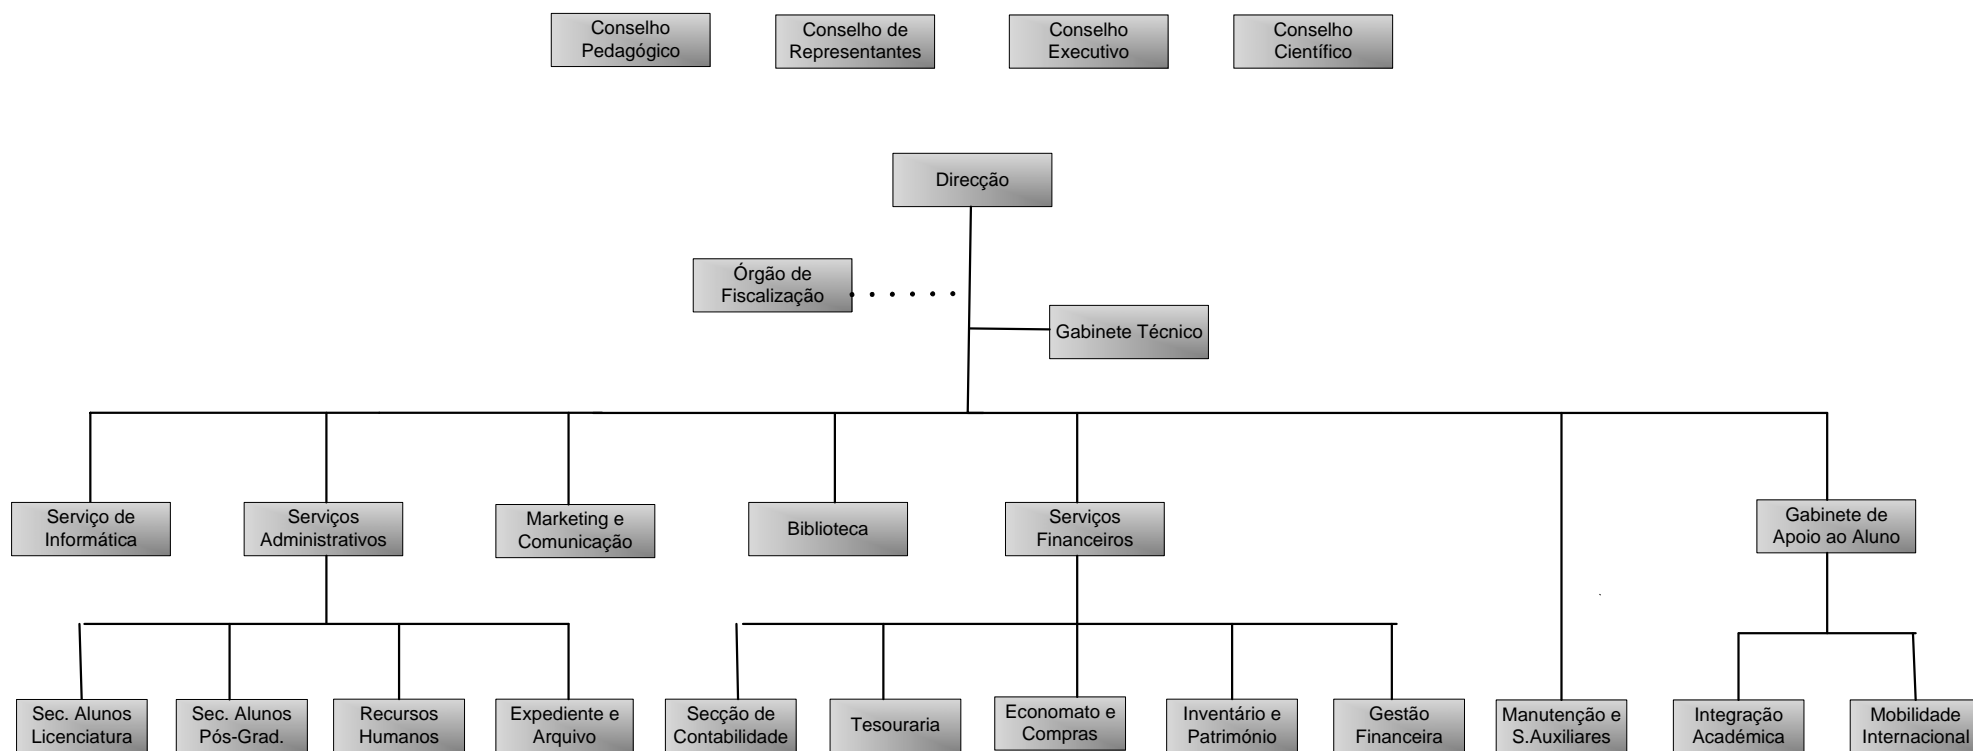 Conselho
Pedagógico
Conselho de
Representantes
Conselho
Executivo
Conselho
Científico
Direcção
Órgão de
Fiscalização
Gabinete Técnico
Serviço de
Informática
Serviços
Administrativos
Marketing e
Comunicação
Biblioteca
Serviços
Financeiros
Gabinete de
Apoio ao Aluno
Sec. Alunos
Licenciatura
Sec. Alunos
Pós-Grad.
Recursos
Humanos
Expediente e
Arquivo
Secção de
Contabilidade
Tesouraria
Economato e
Compras
Inventário e
Património
Gestão
Financeira
Manutenção e
S.Auxiliares
Integração
Académica
Mobilidade
Internacional